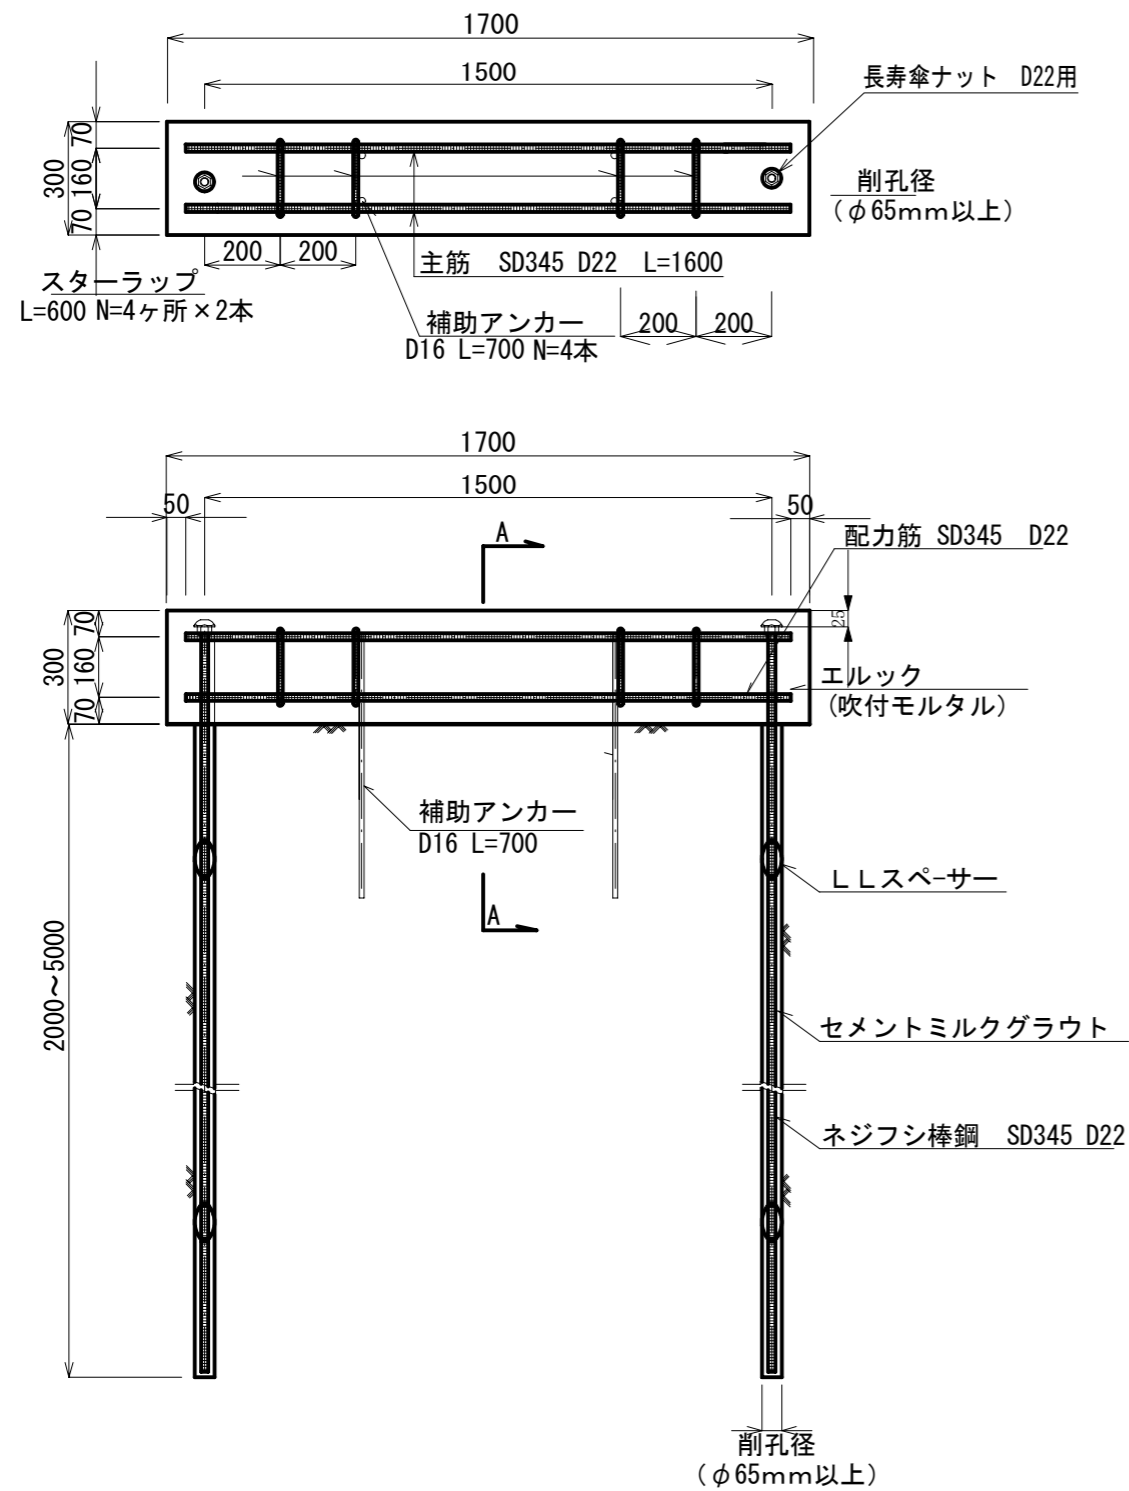 1700
1500
長寿傘ナット D22用
70
300
160
70
削孔径
(φ65mm以上)
200
200
主筋 SD345 D22 L=1600
スターラップ
L=600 N=4ヶ所×2本
補助アンカー
D16 L=700 N=4本
200
200
1700
1500
50
50
A
配力筋 SD345 D22
25
70
300
160
70
エルック
(吹付モルタル)
補助アンカー
D16 L=700
LLスペーサー
A
2000~5000
セメントミルクグラウト
ネジフシ棒鋼 SD345 D22
削孔径
(φ65mm以上)